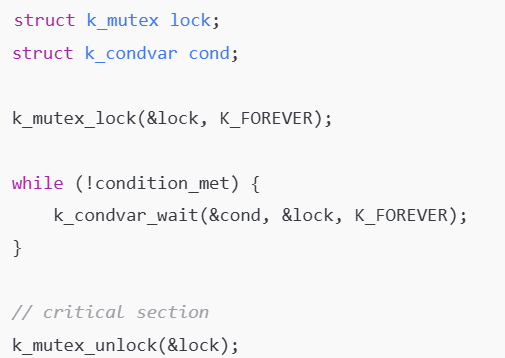 struct k_mutex lock;
struct k_condvar cond;
k_mutex_lock(&lock, K_FOREVER);
while (!condition_met) {
    k_condvar_wait(&cond, &lock, K_FOREVER);
}
// critical section
k_mutex_unlock(&lock);